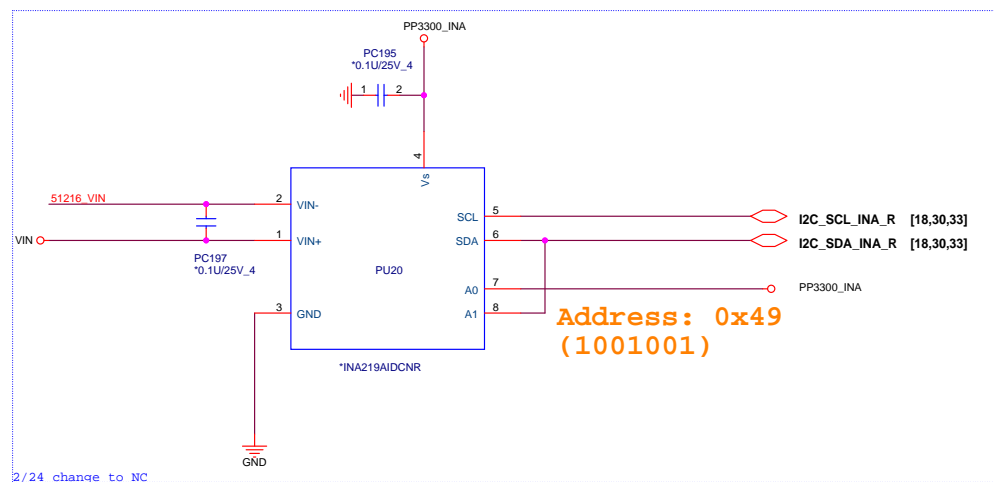 PP3300_INA
PC195
*0.1U/25V_4
1 2
4
Vs
51216_VIN
2 VIN-
SCL 5
I2C_SCL_INA_R [18,30,33]
VIN
1 VIN+
SDA 6
I2C_SDA_INA_R [18,30,33]
PC197
*0.1U/25V_4
PU20
A0 7
PP3300_INA
3 GND
A1 8
Address: 0x49
(1001001)
*INA219AIDCNR
GND
2/24 change to NC